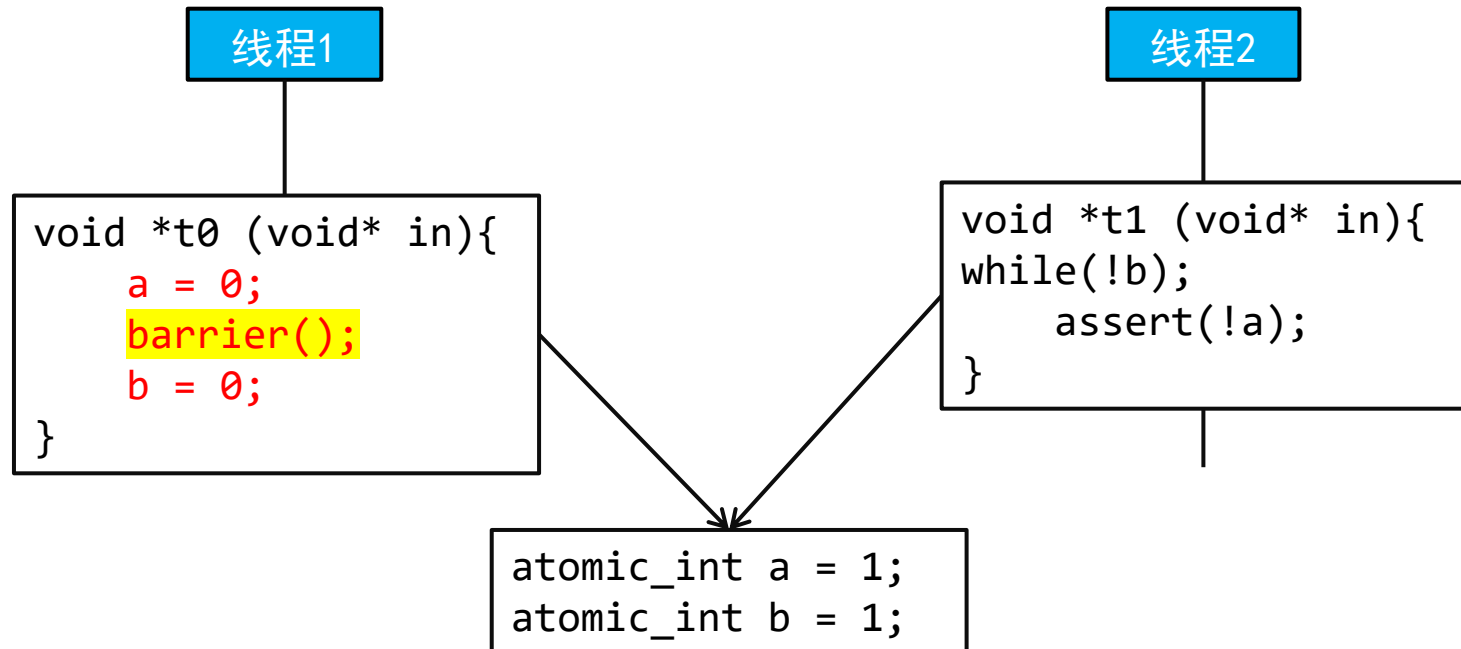 线程1
线程2
void *t0 (void* in){
    a = 0;
    barrier();
    b = 0;
}
void *t1 (void* in){
while(!b);
    assert(!a);
}
atomic_int a = 1;
atomic_int b = 1;